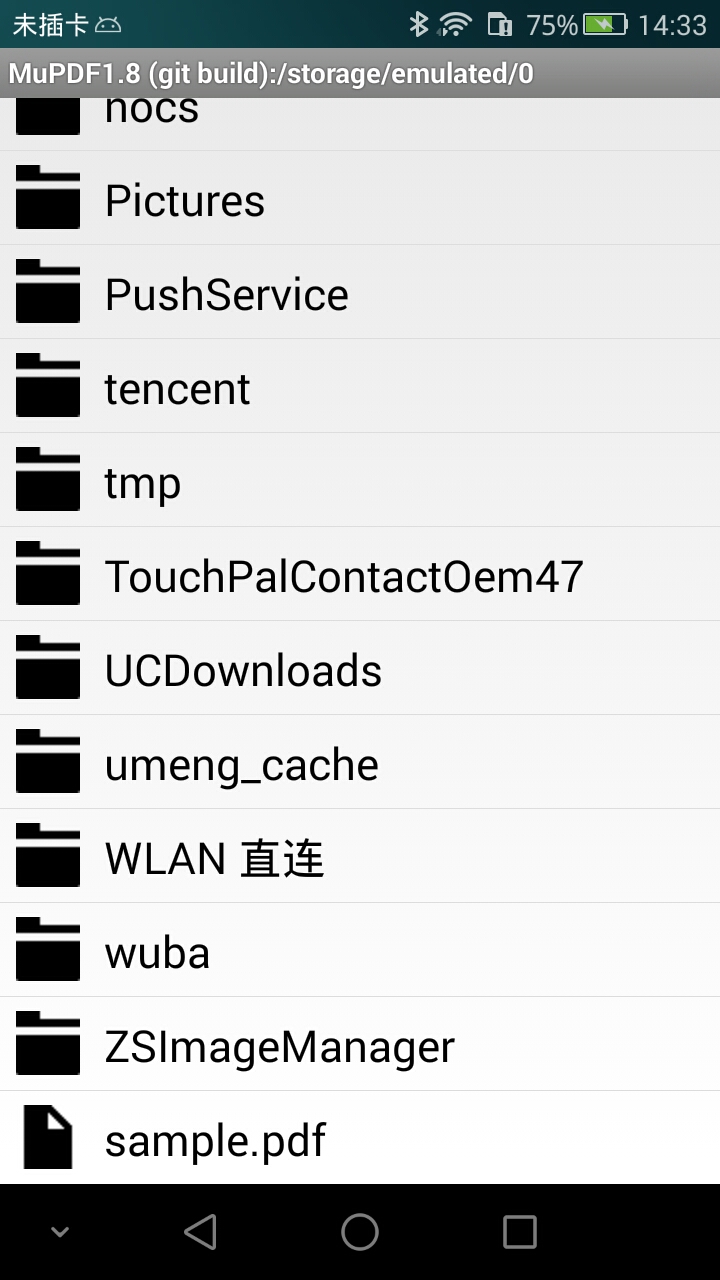 未插卡 75% 14:33
MuPDF1.8 (git build):/storage/emulated/0
nocs
Pictures
PushService
tencent
tmp
TouchPalContactOem47
UCDownloads
umeng_cache
WLAN 直连
wuba
ZSImageManager
sample.pdf